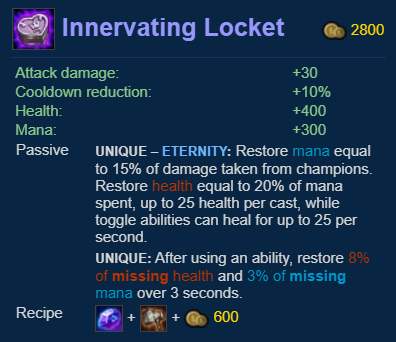 Innervating Locket 2800
Attack damage: +30
Cooldown reduction: +10%
Health: +400
Mana: +300
Passive UNIQUE – ETERNITY: Restore mana equal
to 15% of damage taken from champions.
Restore health equal to 20% of mana
spent, up to 25 health per cast, while
toggle abilities can heal for up to 25 per
second.
UNIQUE: After using an ability, restore 8%
of missing health and 3% of missing
mana over 3 seconds.
Recipe + + 600